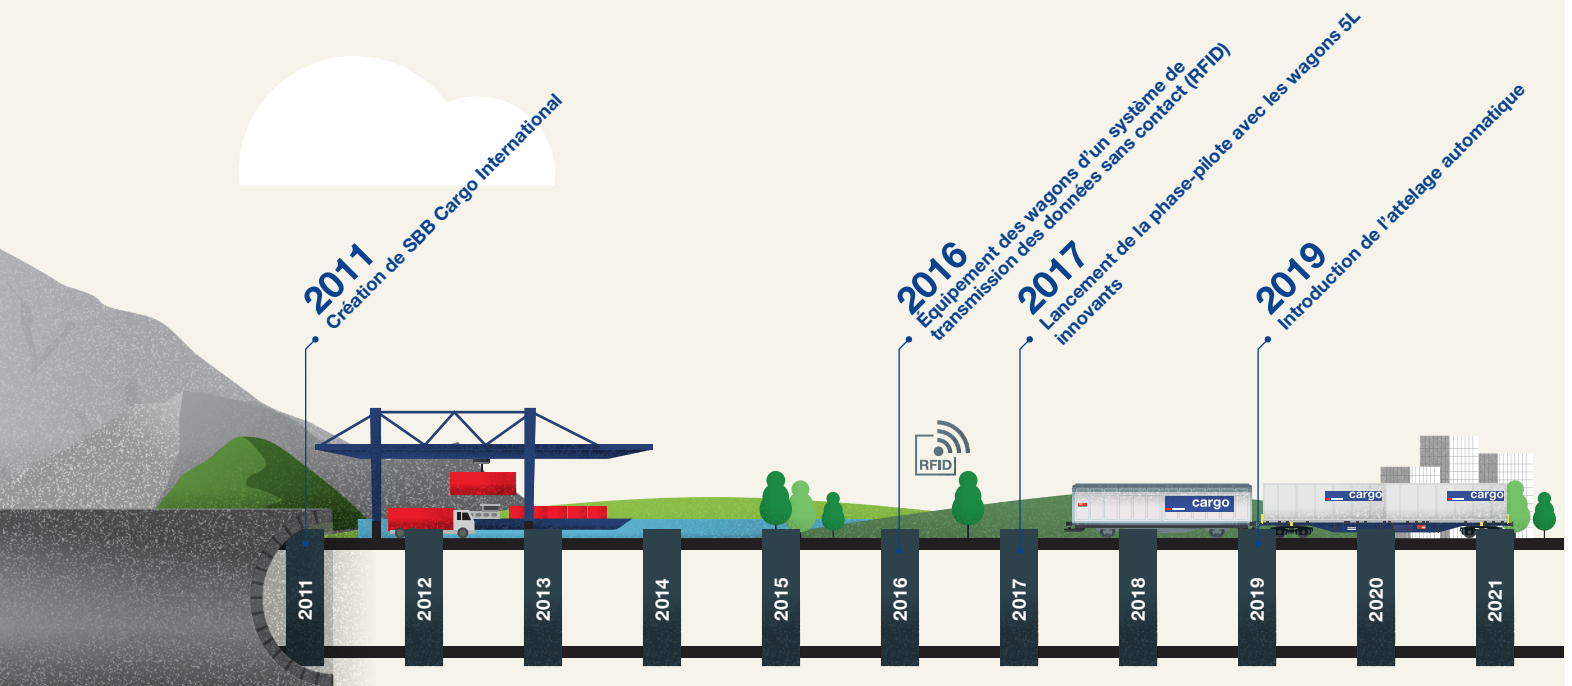 2011
Création de SBB Cargo International
2016
Équipement des wagons d’un système de
transmission des données sans contact (RFID)
2017
Lancement de la phase-pilote avec les wagons 5L
innovants
2019
Introduction de l’attelage automatique
RFID
cargo
cargo
cargo
2011
2012
2013
2014
2015
2016
2017
2018
2019
2020
2021